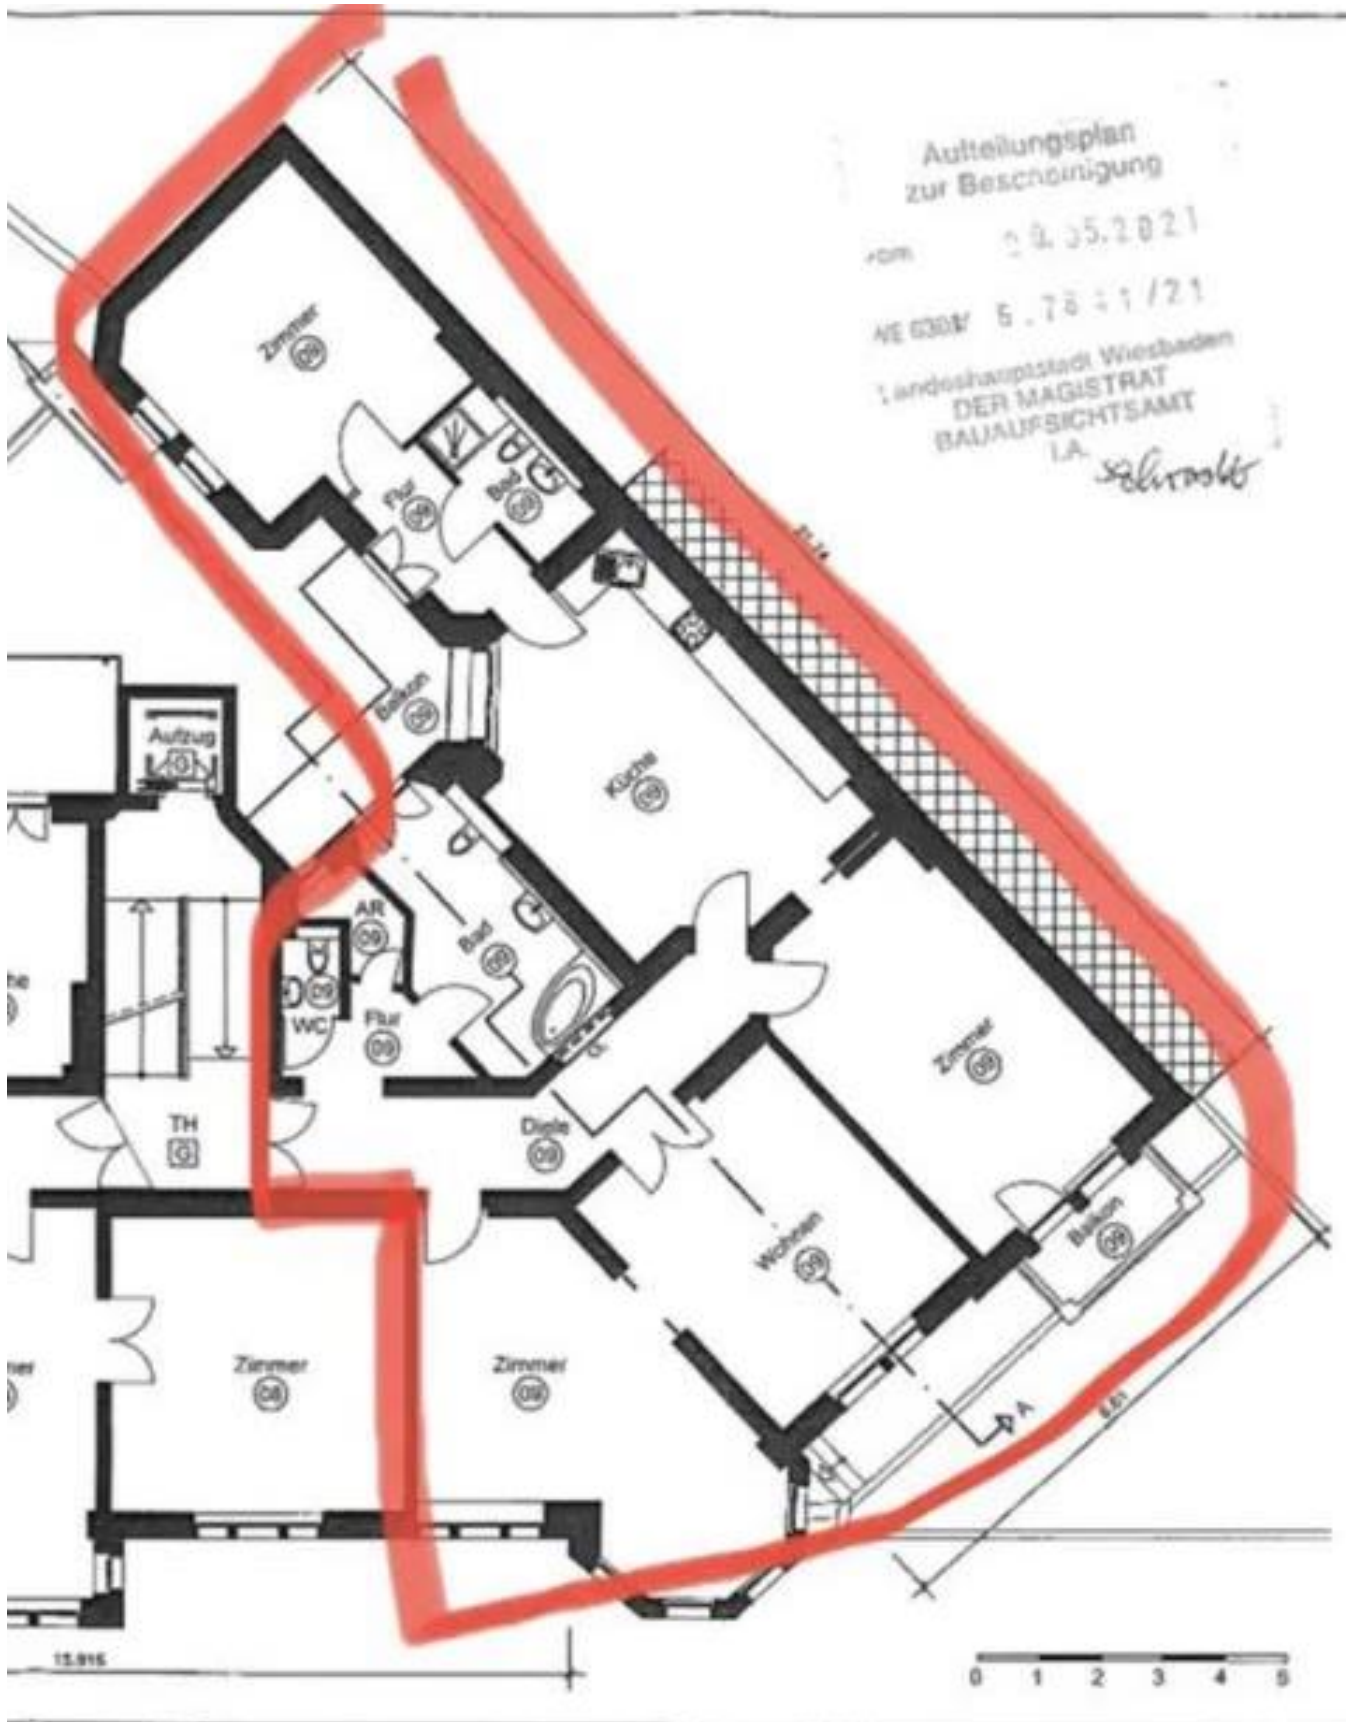 Aufteilungsplan
zur Bescheinigung
vom
Landeshauptstadt Wiesbaden
DER MAGISTRAT
BAUAUFSICHTSAMT
I.A.
Zimmer
09
Flur
09
Bad
09
Balkon
09
Aufzug
G
Küche
09
AR
09
Bad
09
09
WC
Flur
09
Zimmer
09
TH
G
Diele
09
Wohnen
09
Balkon
09
Zimmer
08
Zimmer
09
A
13.915
0 1 2 3 4 5